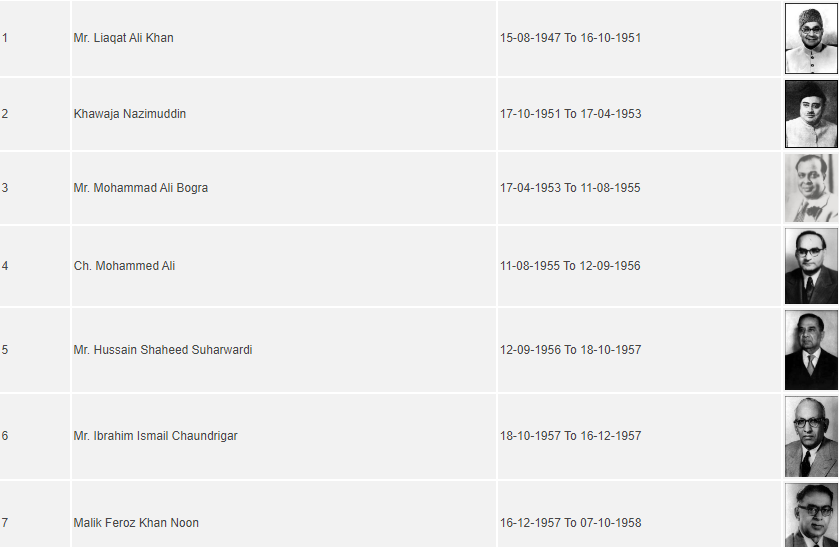 1 Mr. Liaqat Ali Khan 15-08-1947 To 16-10-1951
2 Khawaja Nazimuddin 17-10-1951 To 17-04-1953
3 Mr. Mohammad Ali Bogra 17-04-1953 To 11-08-1955
4 Ch. Mohammed Ali 11-08-1955 To 12-09-1956
5 Mr. Hussain Shaheed Suharwardi 12-09-1956 To 18-10-1957
6 Mr. Ibrahim Ismail Chaundrigar 18-10-1957 To 16-12-1957
7 Malik Feroz Khan Noon 16-12-1957 To 07-10-1958